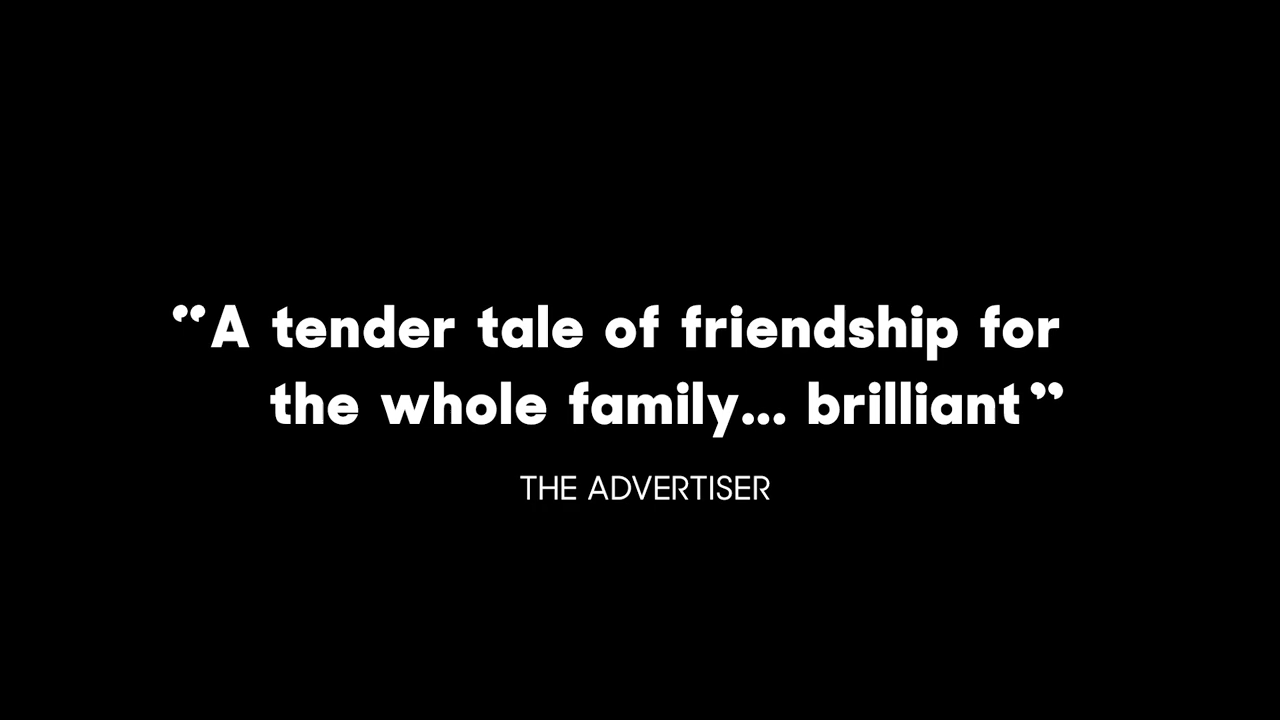 “A tender tale of friendship for
the whole family... brilliant”
THE ADVERTISER